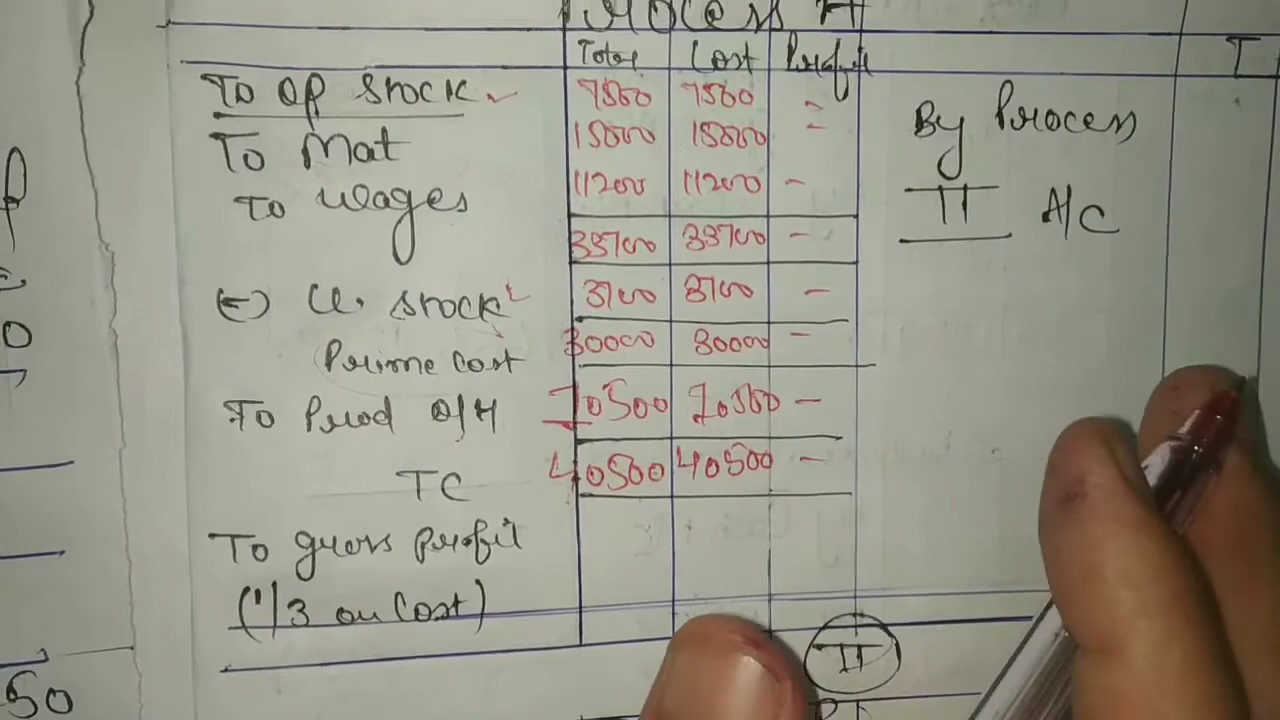 Process A
Total Cost Profit T
To op stock 7500 7500 =
To Mat 15000 15000 -
To wages 11200 11200 -
33700 33700 -
(-) Cl. stock 3700 3700 -
Prime Cost 30000 30000 -
To Prod O/H 10500 10500 -
TC 40500 40500 -
To gross profit
(1/3 on Cost)
By Process
II A/C
II
50